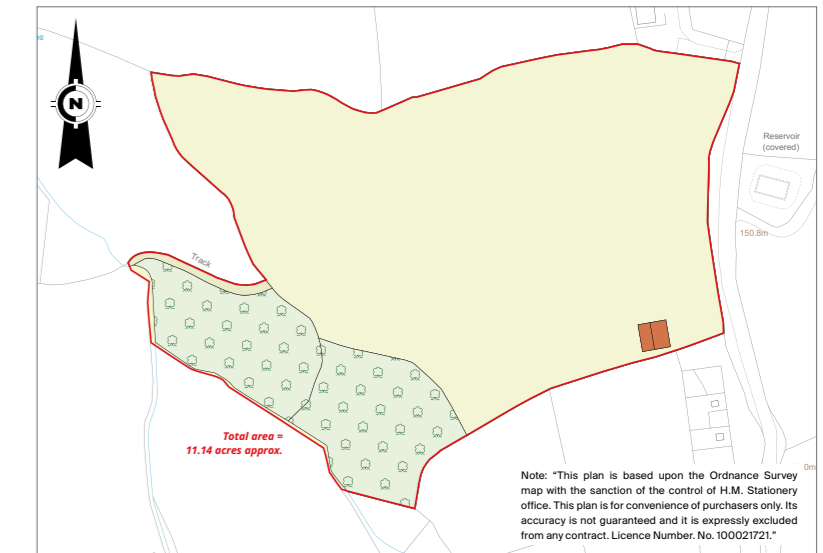 es
N
Reservoir
(covered)
150.8m
Track
Total area =
11.14 acres approx.
0m
Note: “This plan is based upon the Ordnance Survey
map with the sanction of the control of H.M. Stationery
office. This plan is for convenience of purchasers only. Its
accuracy is not guaranteed and it is expressly excluded
from any contract. Licence Number. No. 100021721.”